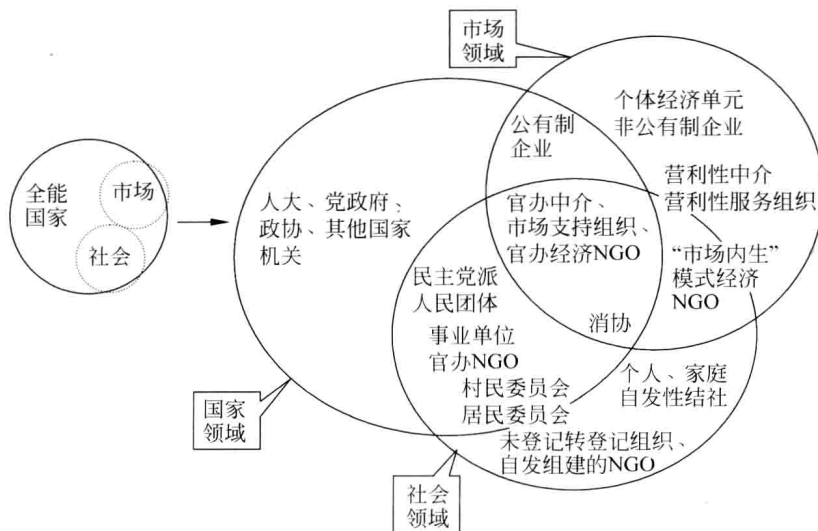 市场
领域
个体经济单元
非公有制企业
公有制
企业
营利性中介
营利性服务组织
全能
国家
市场
社会
人大、党政府、
政协、其他国家
机关
官办中介、
市场支持组织、
官办经济NGO
“市场内生”
模式经济
NGO
民主党派
人民团体
消协
事业单位
官办NGO
个人、家庭
自发性结社
村民委员会
居民委员会
国家
领域
未登记转登记组织、
自发组建的NGO
社会
领域